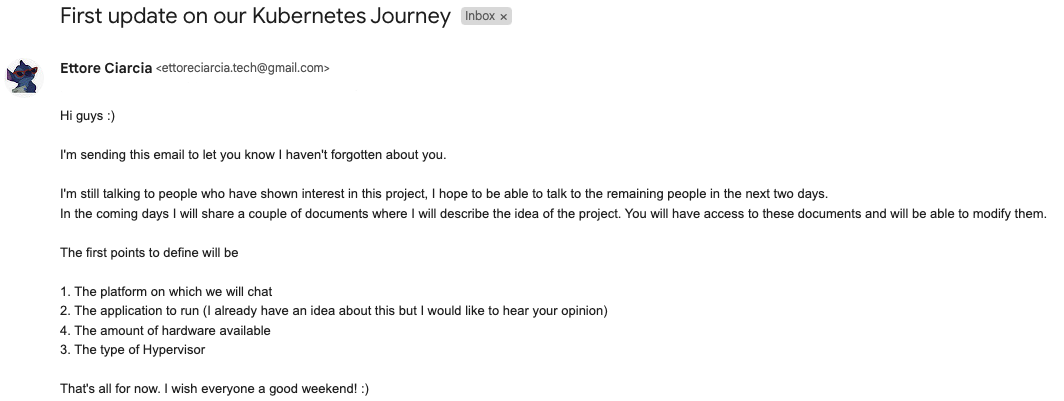 First update on our Kubernetes Journey Inbox ×
Ettore Ciarcia <ettoreciarcia.tech@gmail.com>
Hi guys :)
I'm sending this email to let you know I haven't forgotten about you.
I'm still talking to people who have shown interest in this project, I hope to be able to talk to the remaining people in the next two days.
In the coming days I will share a couple of documents where I will describe the idea of the project. You will have access to these documents and will be able to modify them.
The first points to define will be
1. The platform on which we will chat
2. The application to run (I already have an idea about this but I would like to hear your opinion)
4. The amount of hardware available
3. The type of Hypervisor
That's all for now. I wish everyone a good weekend! :)